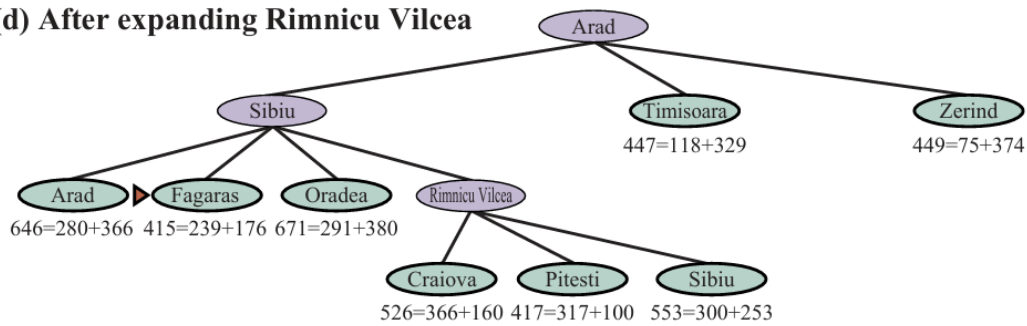 (d) After expanding Rimnicu Vilcea
Arad
Sibiu
Timisoara
Zerind
447=118+329
449=75+374
Arad
Fagaras
Oradea
Rimnicu Vilcea
646=280+366
415=239+176
671=291+380
Craiova
Pitesti
Sibiu
526=366+160
417=317+100
553=300+253